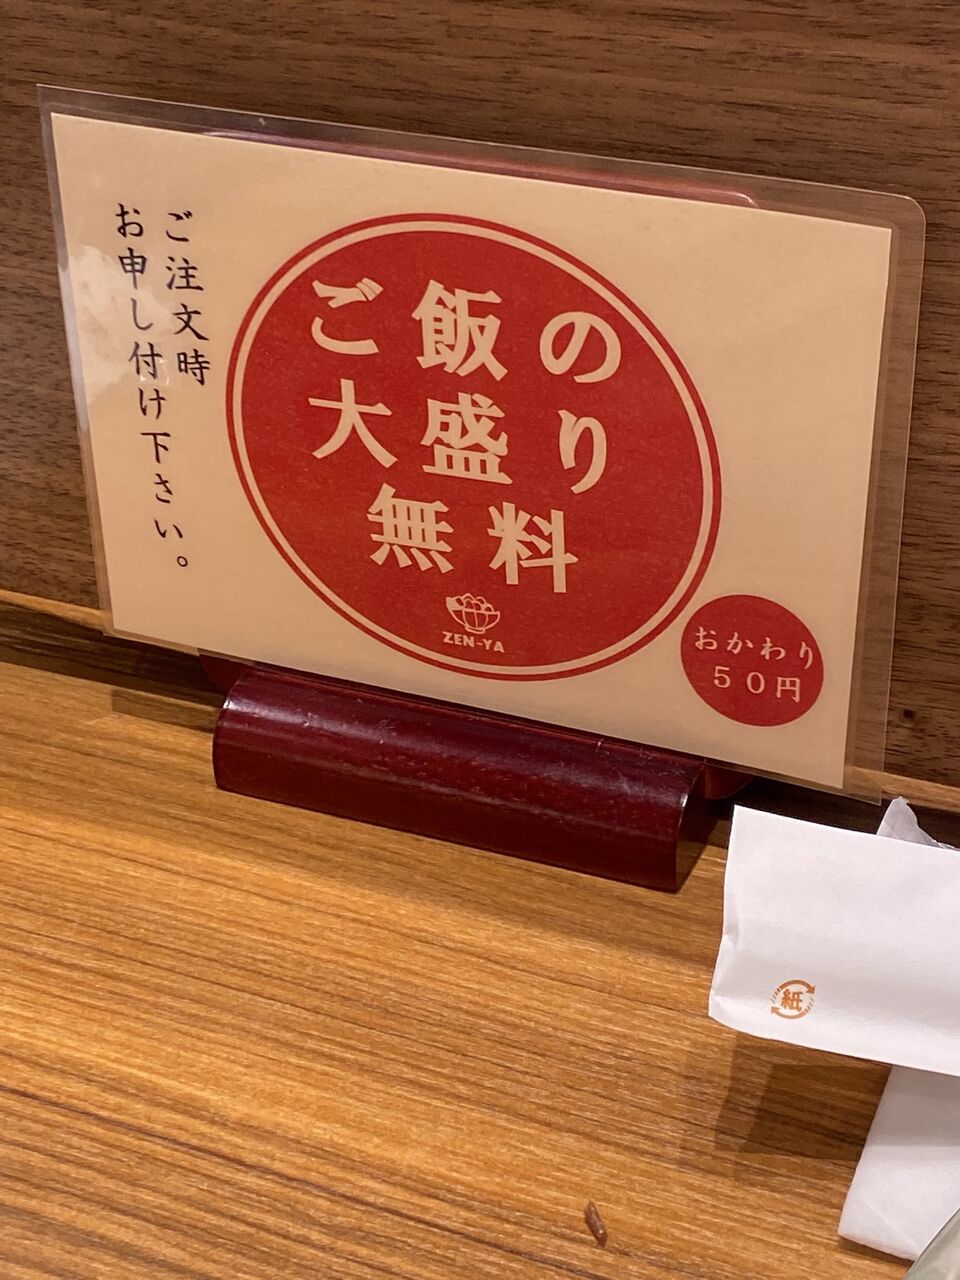 ご飯の
大盛り
無料
ZEN-YA
ご注文時
お申し付け下さい。
おかわり
50円
紙